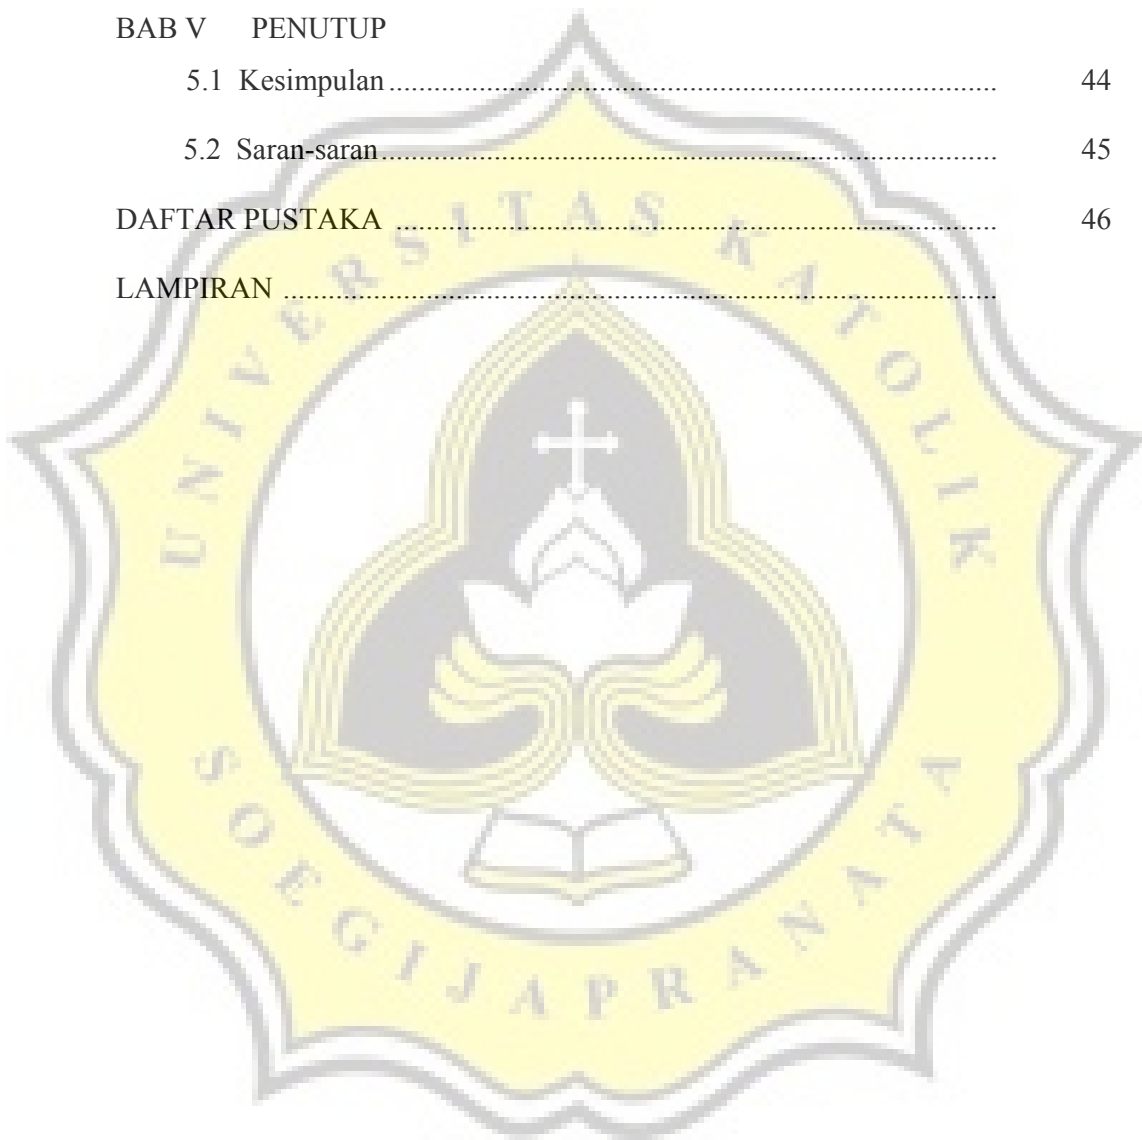 BAB V PENUTUP
5.1 Kesimpulan........................................................................ 44
5.2 Saran-saran........................................................................ 45
DAFTAR PUSTAKA ........................................................................ 46
LAMPIRAN ........................................................................
UNIVERSITAS KATOLIK
SOEGIJAPRANATA